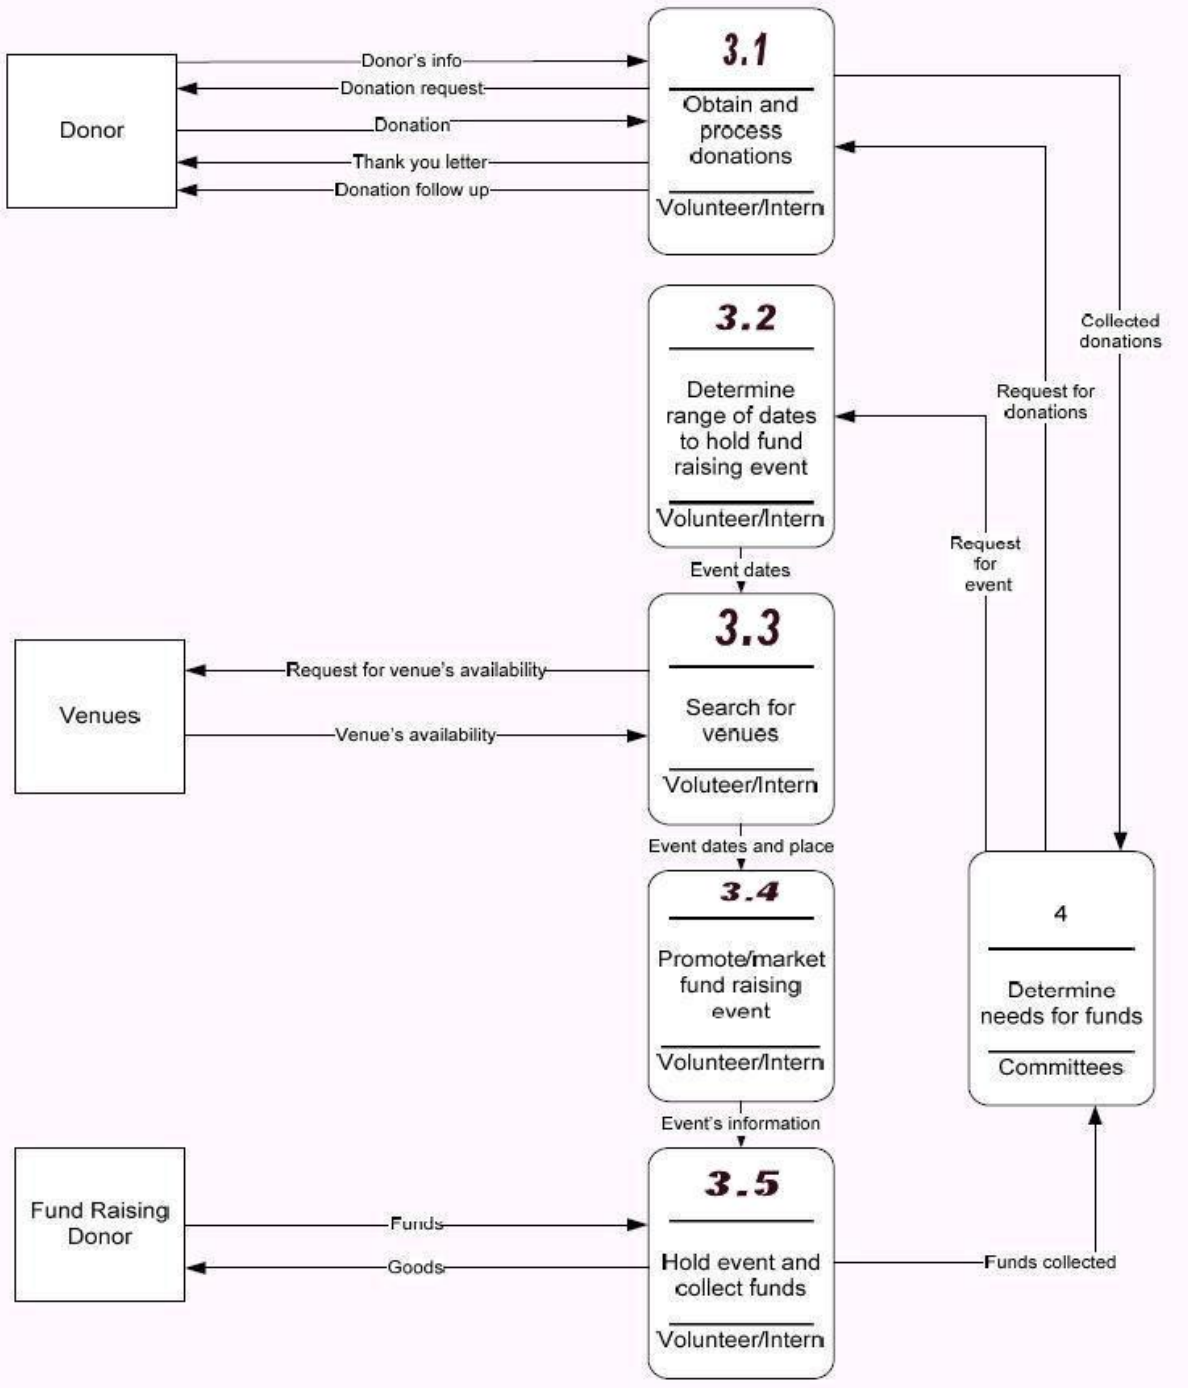 Donor
Donor's info
Donation request
Donation
Thank you letter
Donation follow up
3.1
Obtain and
process
donations
Volunteer/Intern
3.2
Determine
range of dates
to hold fund
raising event
Volunteer/Intern
Collected
donations
Request for
donations
Request
for
event
Event dates
Venues
Request for venue's availability
Venue's availability
3.3
Search for
venues
Voluteer/Intern
Event dates and place
3.4
Promote/market
fund raising
event
Volunteer/Intern
4
Determine
needs for funds
Committees
Event's information
Fund Raising
Donor
Funds
Goods
3.5
Hold event and
collect funds
Volunteer/Intern
Funds collected